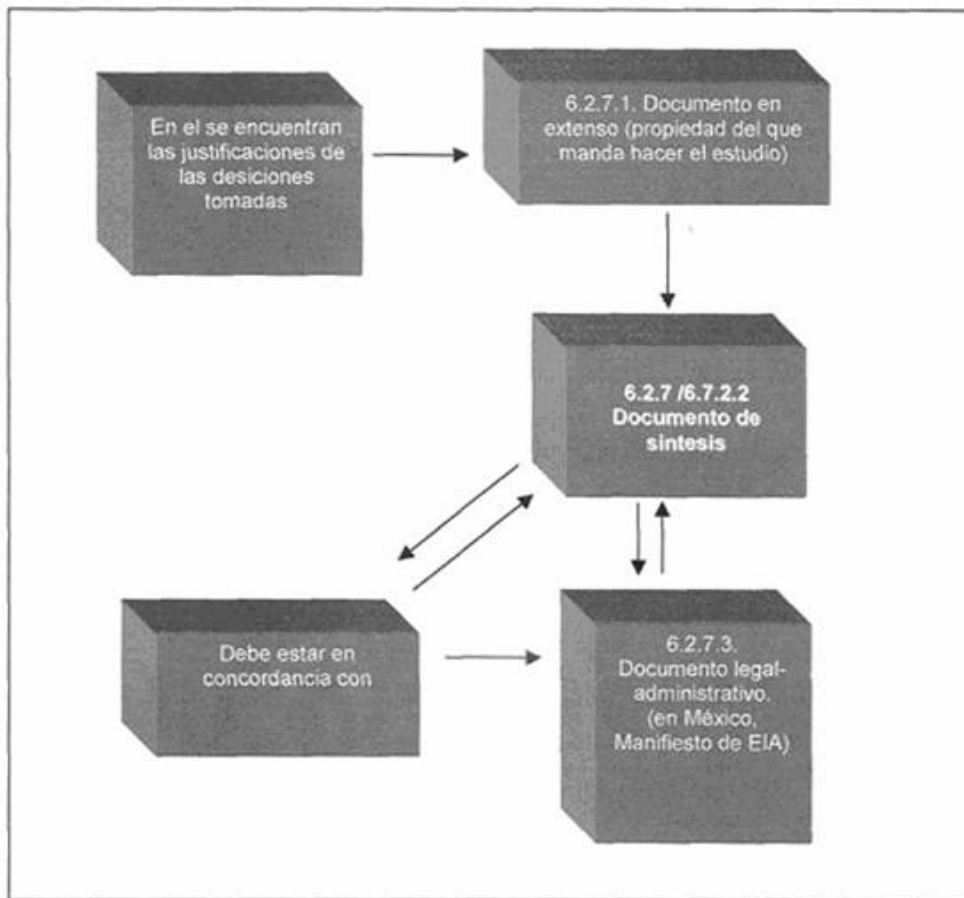 En el se encuentran
las justificaciones de
las desiciones
tomadas
6.2.7.1. Documento en
extenso (propiedad del que
manda hacer el estudio)
6.2.7 /6.7.2.2
Documento de
sintesis
Debe estar en
concordancia con
6.2.7.3.
Documento legal-
administrativo.
(en México,
Manifiesto de EIA)